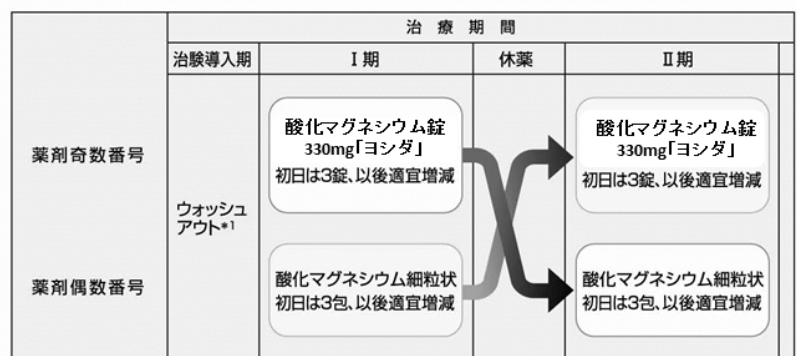 治療期間
治験導入期
Ⅰ期
休薬
Ⅱ期
薬剤奇数番号
酸化マグネシウム錠
330mg「ヨシダ」
初日は3錠、以後適宜増減
酸化マグネシウム錠
330mg「ヨシダ」
初日は3錠、以後適宜増減
ウォッシュ
アウト*1
薬剤偶数番号
酸化マグネシウム細粒状
初日は3包、以後適宜増減
酸化マグネシウム細粒状
初日は3包、以後適宜増減